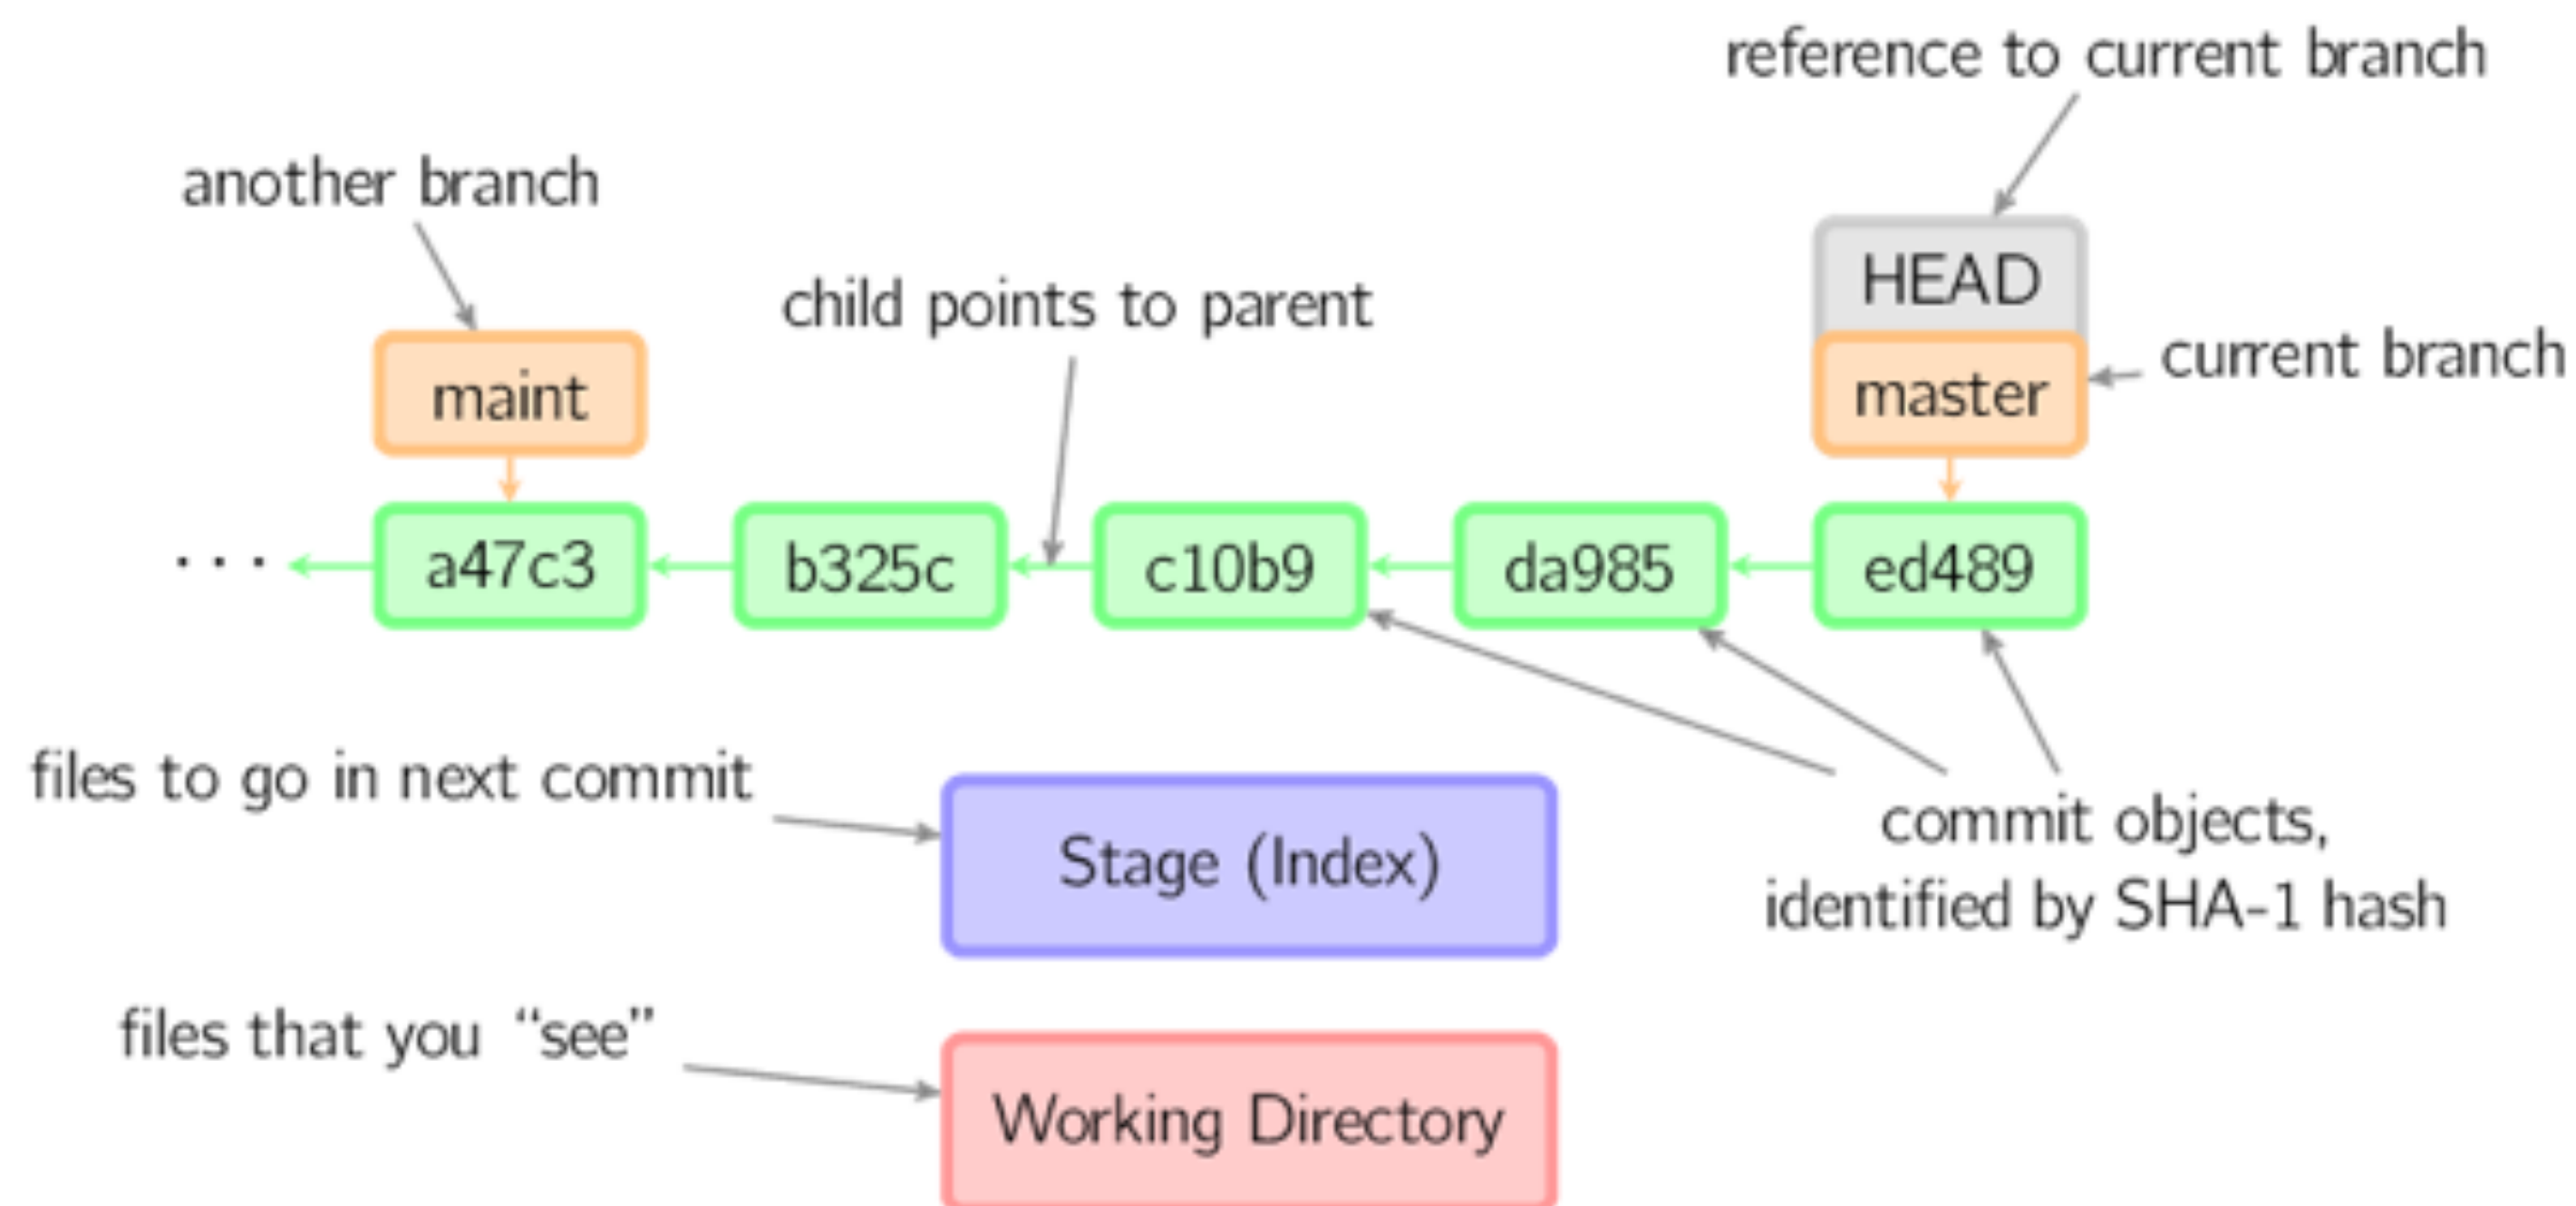 reference to current branch
another branch
HEAD
child points to parent
current branch
maint
master
· · ·
a47c3
b325c
c10b9
da985
ed489
files to go in next commit
Stage (Index)
commit objects,
identified by SHA-1 hash
files that you “see”
Working Directory